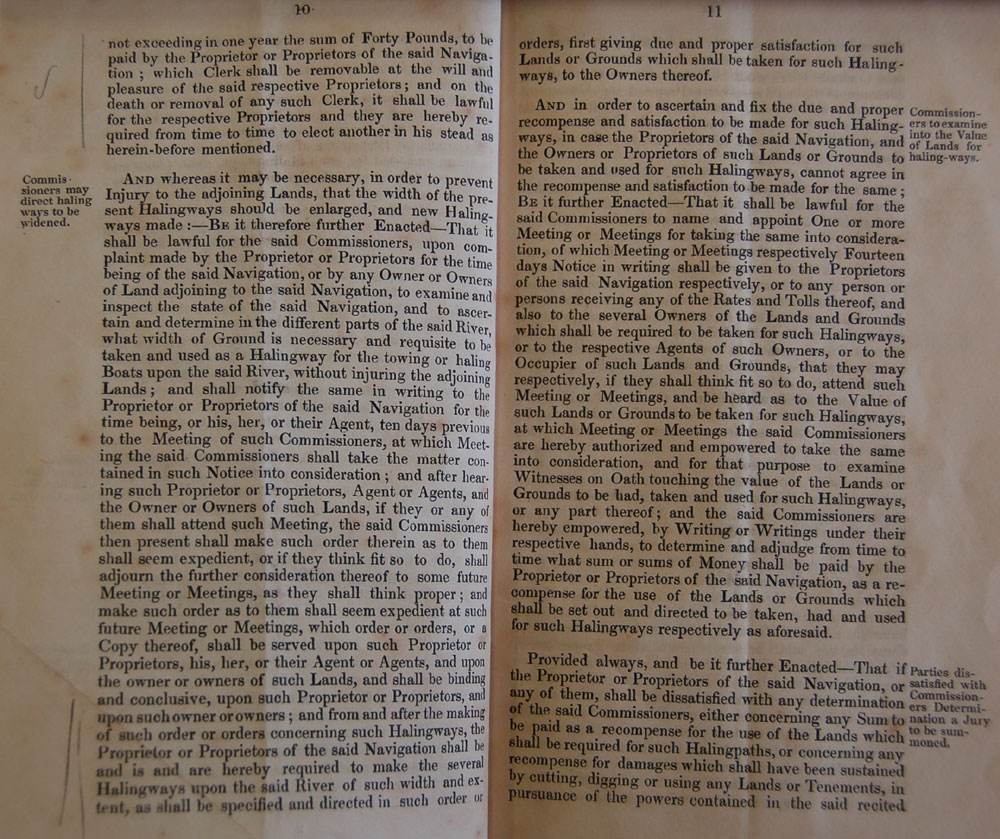 10
not exceeding in one year the sum of Forty Pounds, to be
paid by the Proprietor or Proprietors of the said Naviga-
tion ; which Clerk shall be removable at the will and
pleasure of the said respective Proprietors; and on the
death or removal of any such Clerk, it shall be lawful
for the respective Proprietors and they are hereby re-
quired from time to time to elect another in his stead as
herein-before mentioned.
Commis-
sioners may
direct haling
ways to be
widened.
AND whereas it may be necessary, in order to prevent
Injury to the adjoining Lands, that the width of the pre-
sent Halingways should be enlarged, and new Haling-
ways made :—BE it therefore further Enacted—That it
shall be lawful for the said Commissioners, upon com-
plaint made by the Proprietor or Proprietors for the time
being of the said Navigation, or by any Owner or Owners
of Land adjoining to the said Navigation, to examine and
inspect the state of the said Navigation, and to ascer-
tain and determine in the different parts of the said River,
what width of Ground is necessary and requisite to be
taken and used as a Halingway for the towing or haling
Boats upon the said River, without injuring the adjoining
Lands ; and shall notify the same in writing to the
Proprietor or Proprietors of the said Navigation for the
time being, or his, her, or their Agent, ten days previous
to the Meeting of such Commissioners, at which Meet-
ing the said Commissioners shall take the matter con-
tained in such Notice into consideration ; and after hear-
ing such Proprietor or Proprietors, Agent or Agents, and
the Owner or Owners of such Lands, if they or any of
them shall attend such Meeting, the said Commissioners
then present shall make such order therein as to them
shall seem expedient, or if they think fit so to do, shall
adjourn the further consideration thereof to some future
Meeting or Meetings, as they shall think proper ; and
make such order as to them shall seem expedient at such
future Meeting or Meetings, which order or orders, or a
Copy thereof, shall be served upon such Proprietor or
Proprietors, his, her, or their Agent or Agents, and upon
the owner or owners of such Lands, and shall be binding
and conclusive, upon such Proprietor or Proprietors, and
upon such owner or owners ; and from and after the making
of such order or orders concerning such Halingways, the
Proprietor or Proprietors of the said Navigation shall be
and is and are hereby required to make the several
Halingways upon the said River of such width and ex-
tent, as shall be specified and directed in such order or
11
orders, first giving due and proper satisfaction for such
Lands or Grounds which shall be taken for such Haling-
ways, to the Owners thereof.
AND in order to ascertain and fix the due and proper
recompense and satisfaction to be made for such Haling-
ways, in case the Proprietors of the said Navigation, and
the Owners or Proprietors of such Lands or Grounds to
be taken and used for such Halingways, cannot agree in
the recompense and satisfaction to be made for the same ;
BE it further Enacted—That it shall be lawful for the
said Commissioners to name and appoint One or more
Meeting or Meetings for taking the same into considera-
tion, of which Meeting or Meetings respectively Fourteen
days Notice in writing shall be given to the Proprietors
of the said Navigation respectively, or to any person or
persons receiving any of the Rates and Tolls thereof, and
also to the several Owners of the Lands and Grounds
which shall be required to be taken for such Halingways,
or to the respective Agents of such Owners, or to the
Occupier of such Lands and Grounds, that they may
respectively, if they shall think fit so to do, attend such
Meeting or Meetings, and be heard as to the Value of
such Lands or Grounds to be taken for such Halingways,
at which Meeting or Meetings the said Commissioners
are hereby authorized and empowered to take the same
into consideration, and for that purpose to examine
Witnesses on Oath touching the value of the Lands or
Grounds to be had, taken and used for such Halingways,
or any part thereof ; and the said Commissioners are
hereby empowered, by Writing or Writings under their
respective hands, to determine and adjudge from time to
time what sum or sums of Money shall be paid by the
Proprietor or Proprietors of the said Navigation, as a re-
compense for the use of the Lands or Grounds which
shall be set out and directed to be taken, had and used
for such Halingways respectively as aforesaid.
Commission-
ers to examine
into the Value
of Lands for
haling-ways.
Provided always, and be it further Enacted—That if
the Proprietor or Proprietors of the said Navigation, or
any of them, shall be dissatisfied with any determination
of the said Commissioners, either concerning any Sum to
be paid as a recompense for the use of the Lands which
shall be required for such Halingpaths, or concerning any
recompense for damages which shall have been sustained
by cutting, digging or using any Lands or Tenements, in
pursuance of the powers contained in the said recited
Parties dis-
satisfied with
Commission-
ers Determi-
nation a Jury
to be sum-
moned.